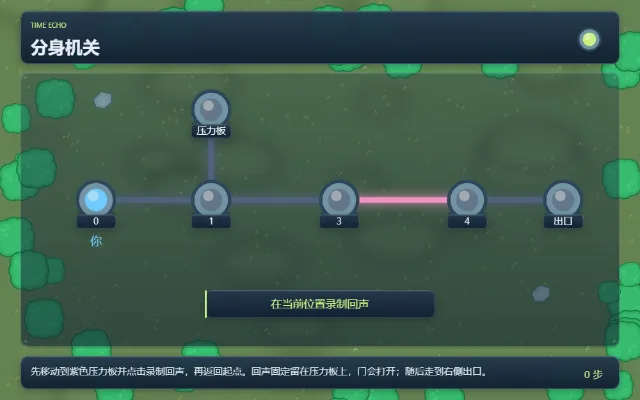 TIME ECHO
分身机关
压力板
0
1
3
4
出口
你
在当前位置录制回声
先移动到紫色压力板并点击录制回声，再返回起点。回声固定留在压力板上，门会打开；随后走到右侧出口。
0 步